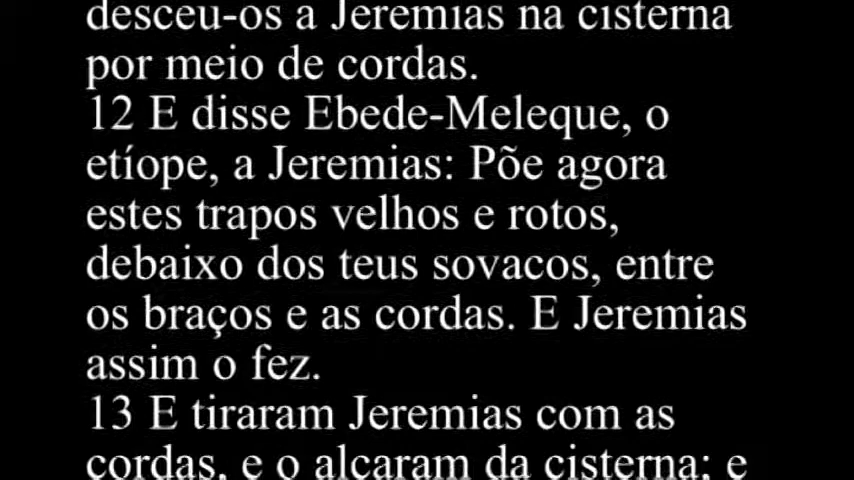 desceu-os a Jeremias na cisterna
por meio de cordas.
12 E disse Ebede-Meleque, o
etíope, a Jeremias: Põe agora
estes trapos velhos e rotos,
debaixo dos teus sovacos, entre
os braços e as cordas. E Jeremias
assim o fez.
13 E tiraram Jeremias com as
cordas, e o alçaram da cisterna; e